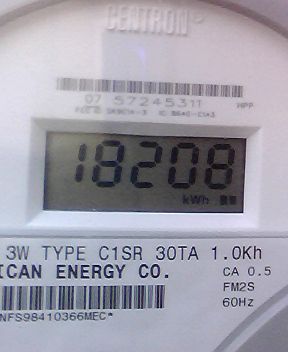 CENTRON®
07 57245311 HPP
18208
kWh
3W TYPE C1SR 30TA 1.0Kh
ICAN ENERGY CO. CA 0.5
FM2S
60Hz
NFS98410366MEC*